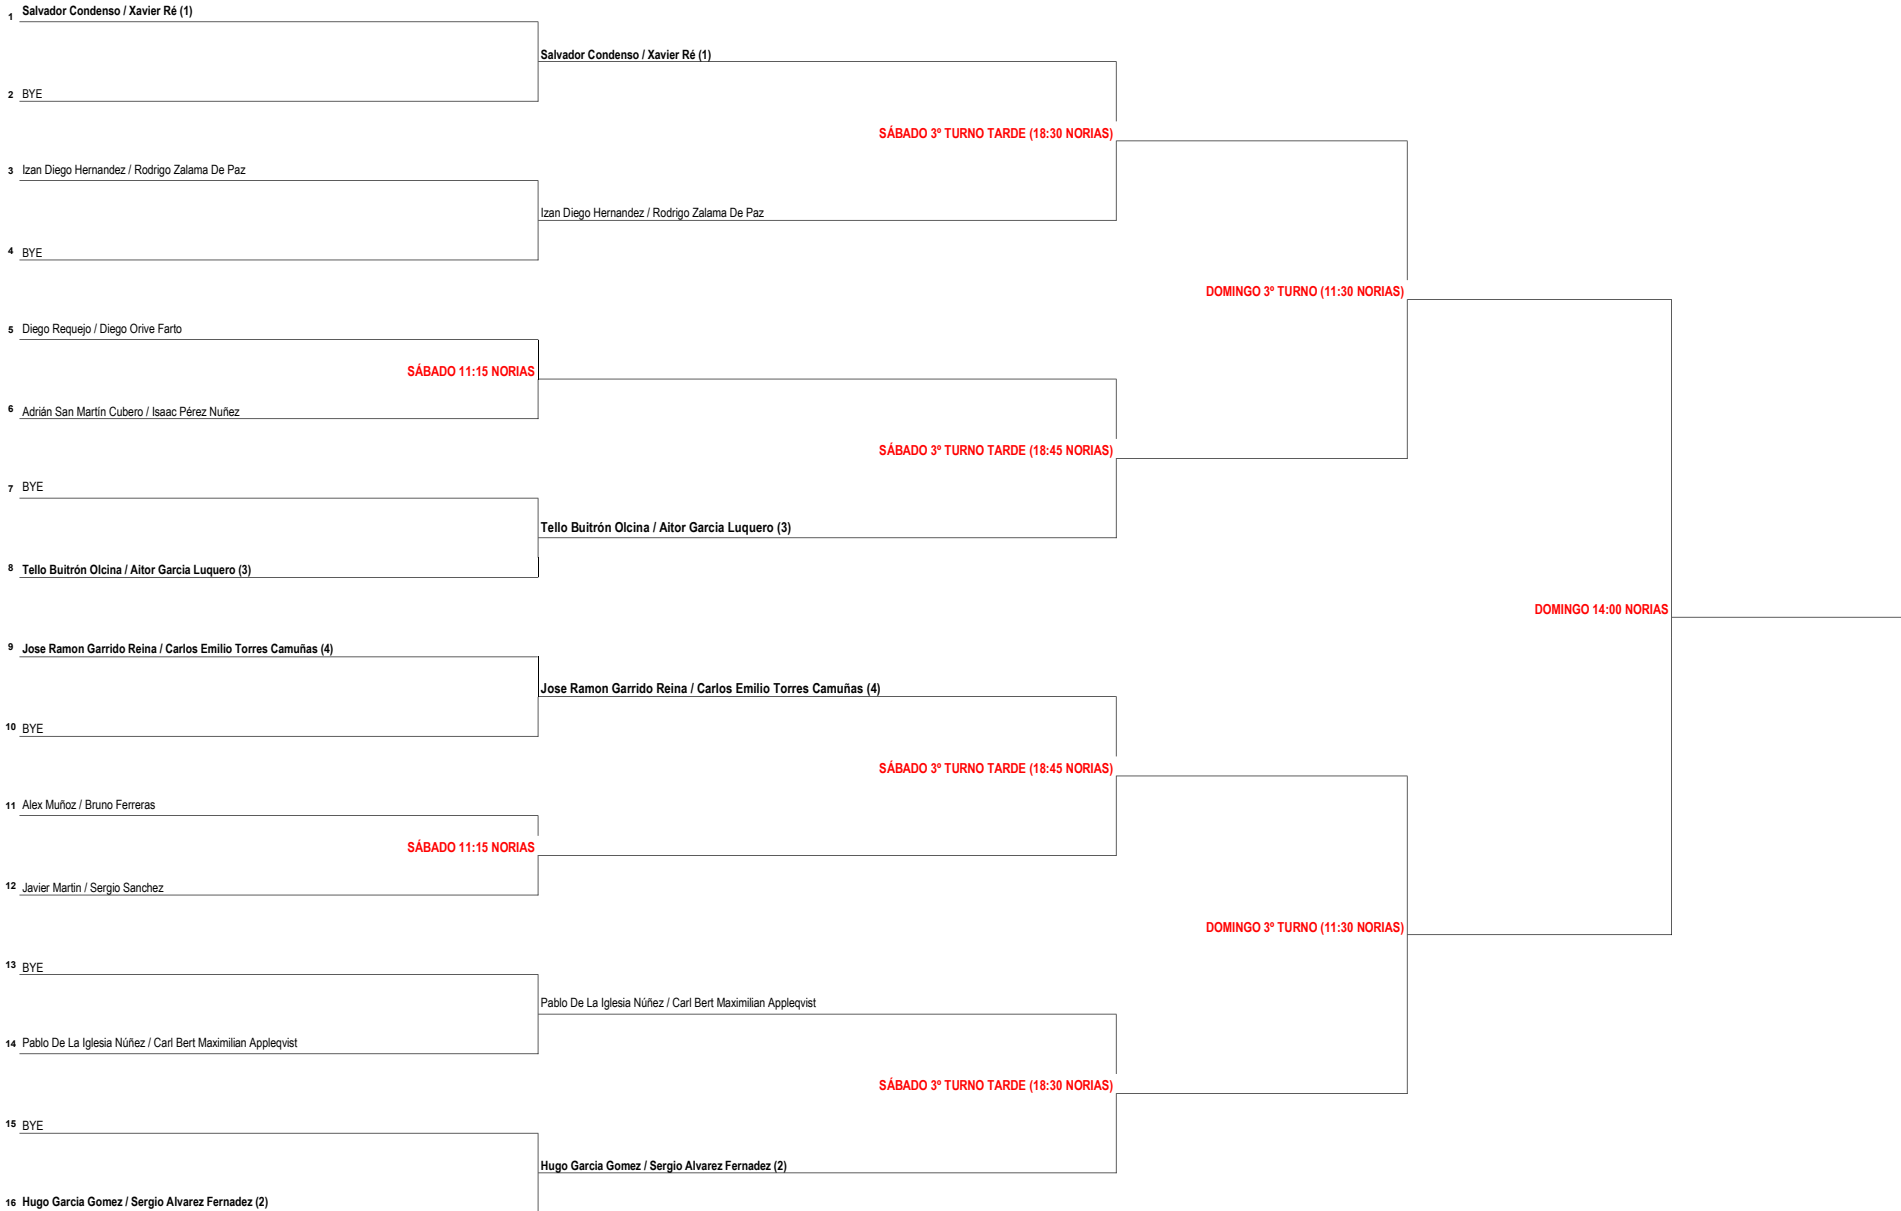 1 Salvador Condenso / Xavier Ré (1)
Salvador Condenso / Xavier Ré (1)
2 BYE
SÁBADO 3º TURNO TARDE (18:30 NORIAS)
3 Izan Diego Hernandez / Rodrigo Zalama De Paz
Izan Diego Hernandez / Rodrigo Zalama De Paz
4 BYE
DOMINGO 3º TURNO (11:30 NORIAS)
5 Diego Requejo / Diego Orive Farto
SÁBADO 11:15 NORIAS
6 Adrián San Martín Cubero / Isaac Pérez Nuñez
SÁBADO 3º TURNO TARDE (18:45 NORIAS)
7 BYE
Tello Buitrón Olcina / Aitor Garcia Luquero (3)
8 Tello Buitrón Olcina / Aitor Garcia Luquero (3)
DOMINGO 14:00 NORIAS
9 Jose Ramon Garrido Reina / Carlos Emilio Torres Camuñas (4)
Jose Ramon Garrido Reina / Carlos Emilio Torres Camuñas (4)
10 BYE
SÁBADO 3º TURNO TARDE (18:45 NORIAS)
11 Alex Muñoz / Bruno Ferreras
SÁBADO 11:15 NORIAS
12 Javier Martin / Sergio Sanchez
DOMINGO 3º TURNO (11:30 NORIAS)
13 BYE
Pablo De La Iglesia Núñez / Carl Bert Maximilian Appleqvist
14 Pablo De La Iglesia Núñez / Carl Bert Maximilian Appleqvist
SÁBADO 3º TURNO TARDE (18:30 NORIAS)
15 BYE
Hugo Garcia Gomez / Sergio Alvarez Fernadez (2)
16 Hugo Garcia Gomez / Sergio Alvarez Fernadez (2)